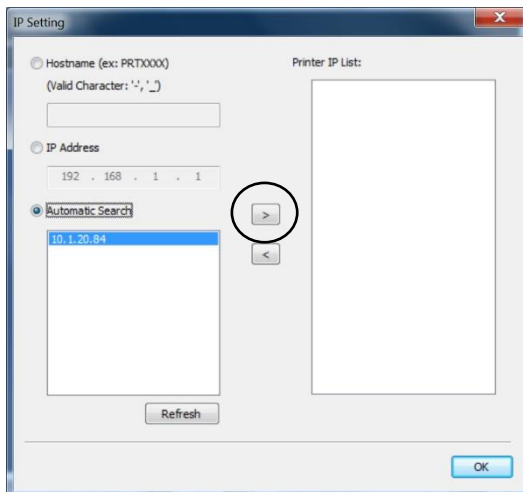 IP Setting
Hostname (ex: PRTXXXX)
(Valid Character: '-', '_')
IP Address
192 . 168 . 1 . 1
Automatic Search
10.1.20.84
Refresh
>
<
Printer IP List:
OK